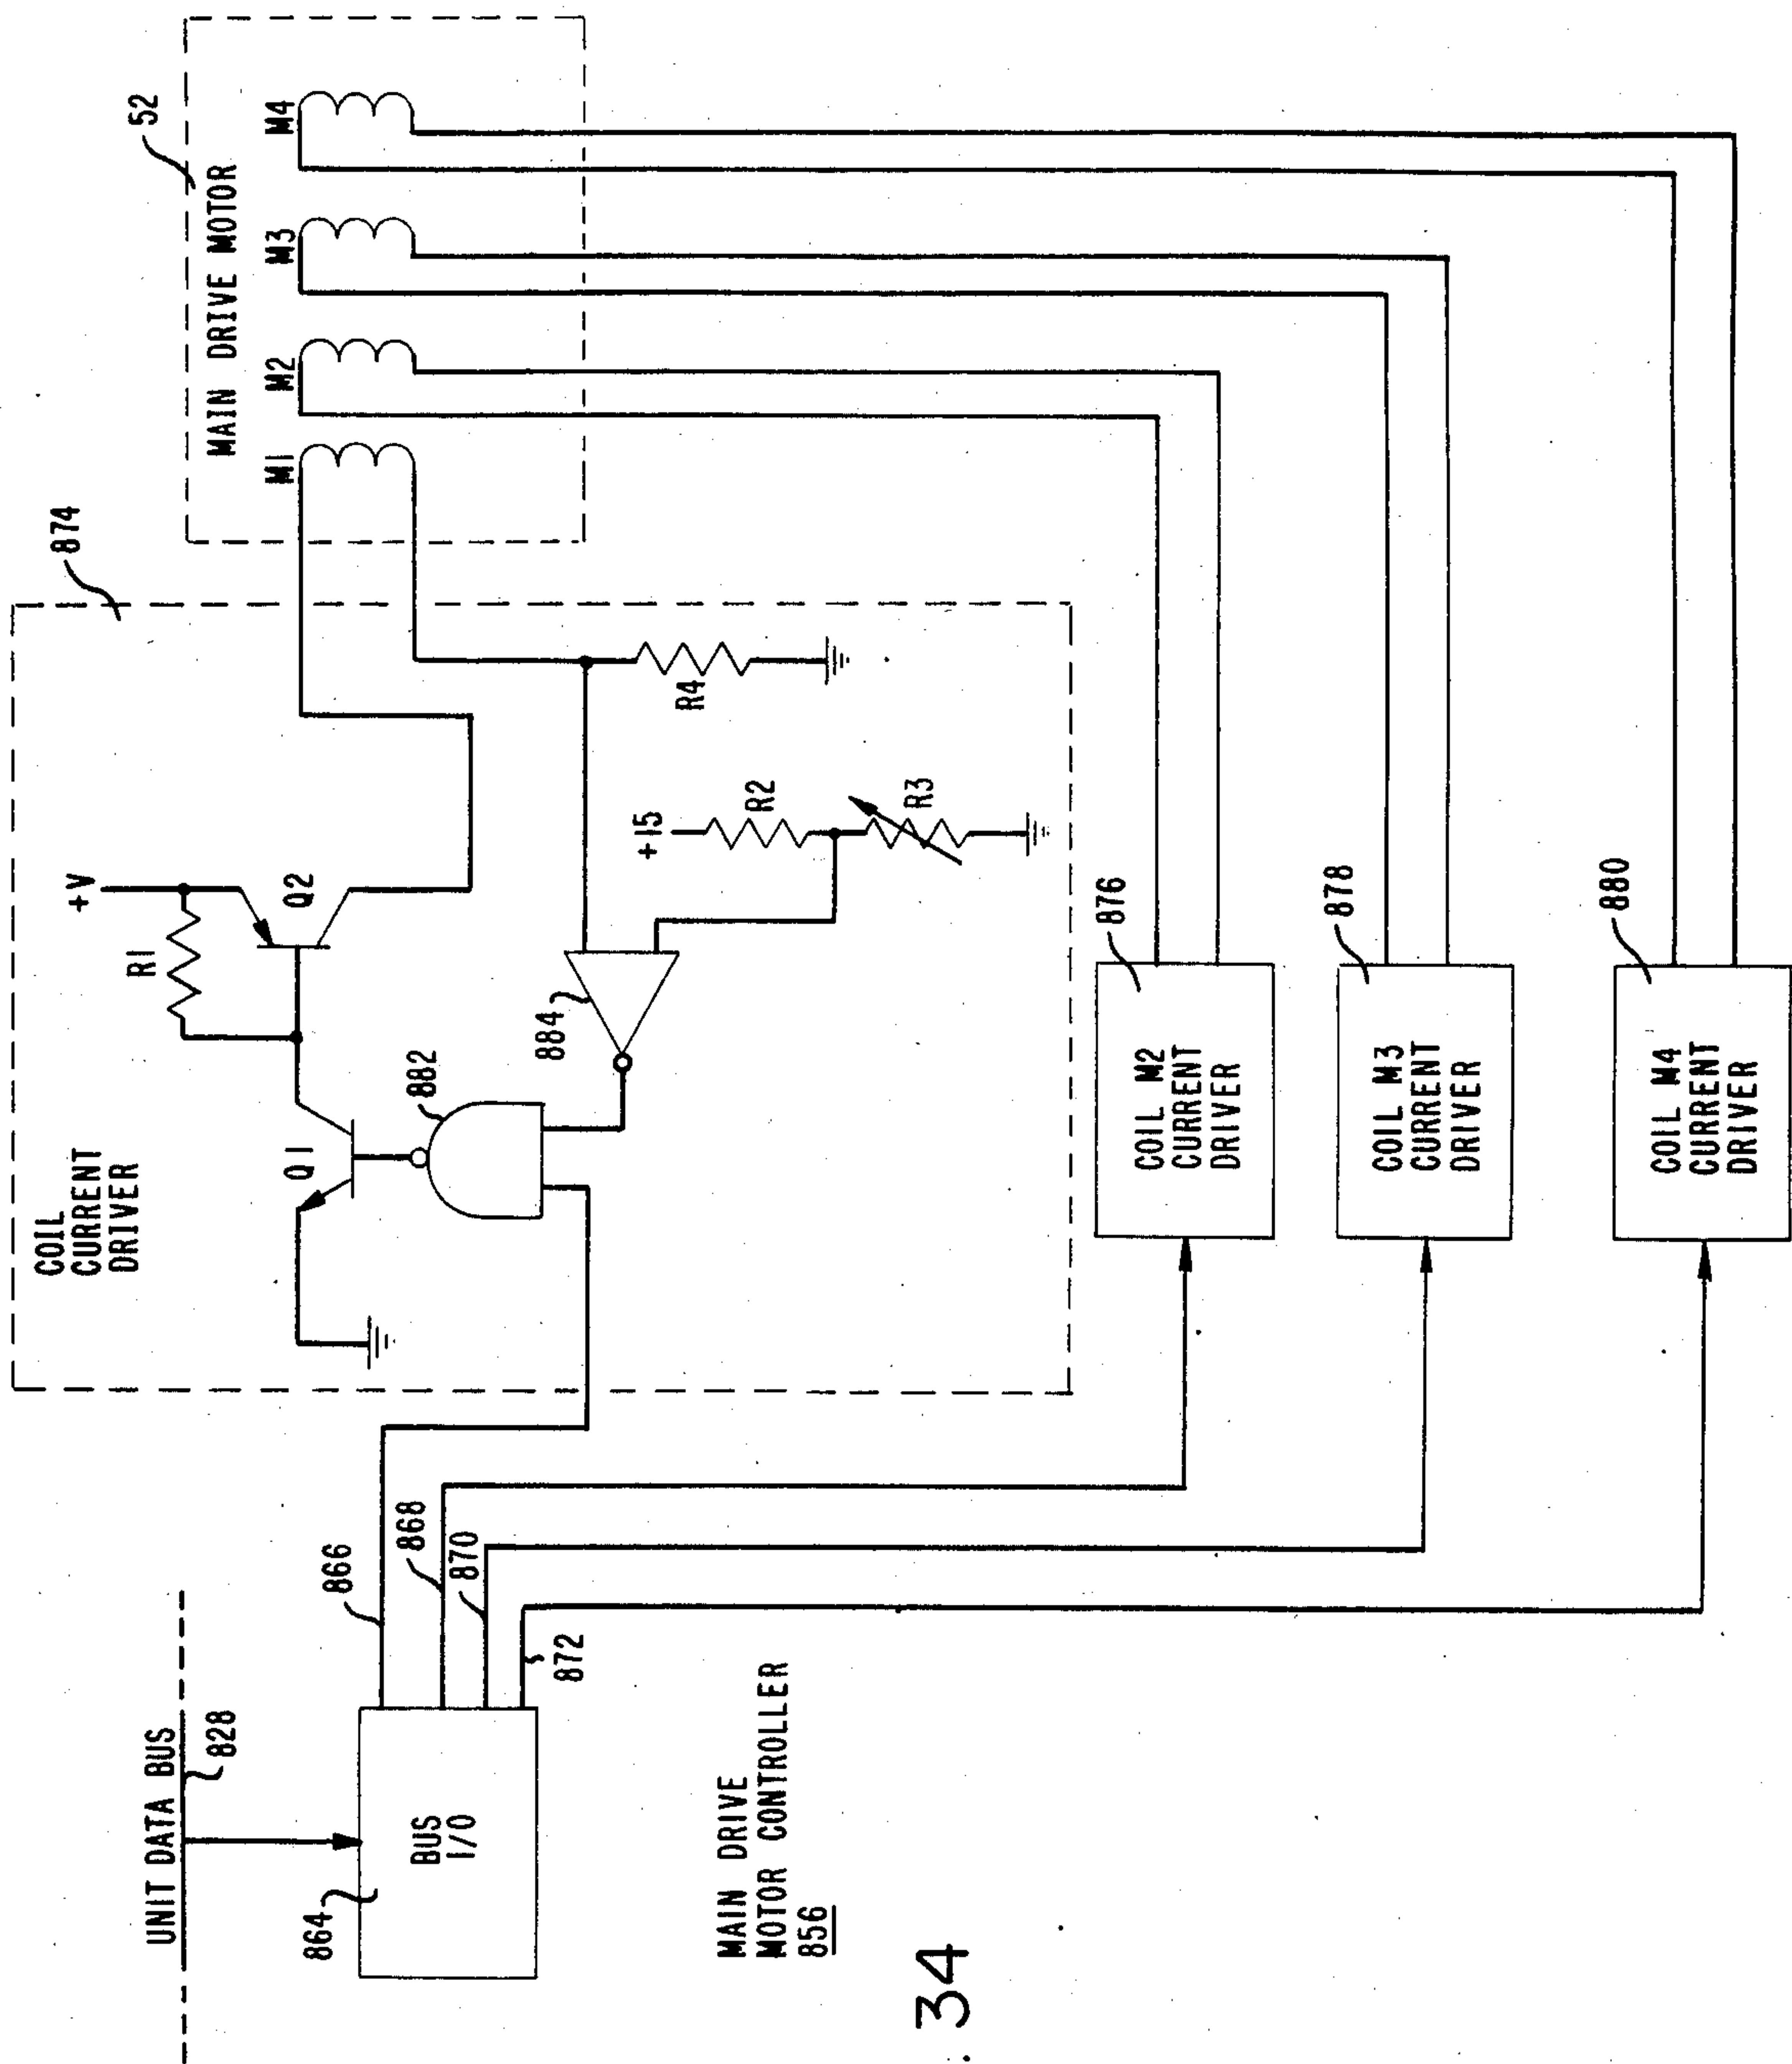 UNIT DATA BUS
828
864
BUS
I/O
866
868
870
872
MAIN DRIVE
MOTOR CONTROLLER
856
COIL
CURRENT
DRIVER
874
+V
R1
Q1
Q2
882
884
+15
R2
R3
R4
52
MAIN DRIVE MOTOR
M1
M2
M3
M4
876
COIL M2
CURRENT
DRIVER
878
COIL M3
CURRENT
DRIVER
880
COIL M4
CURRENT
DRIVER
. 34